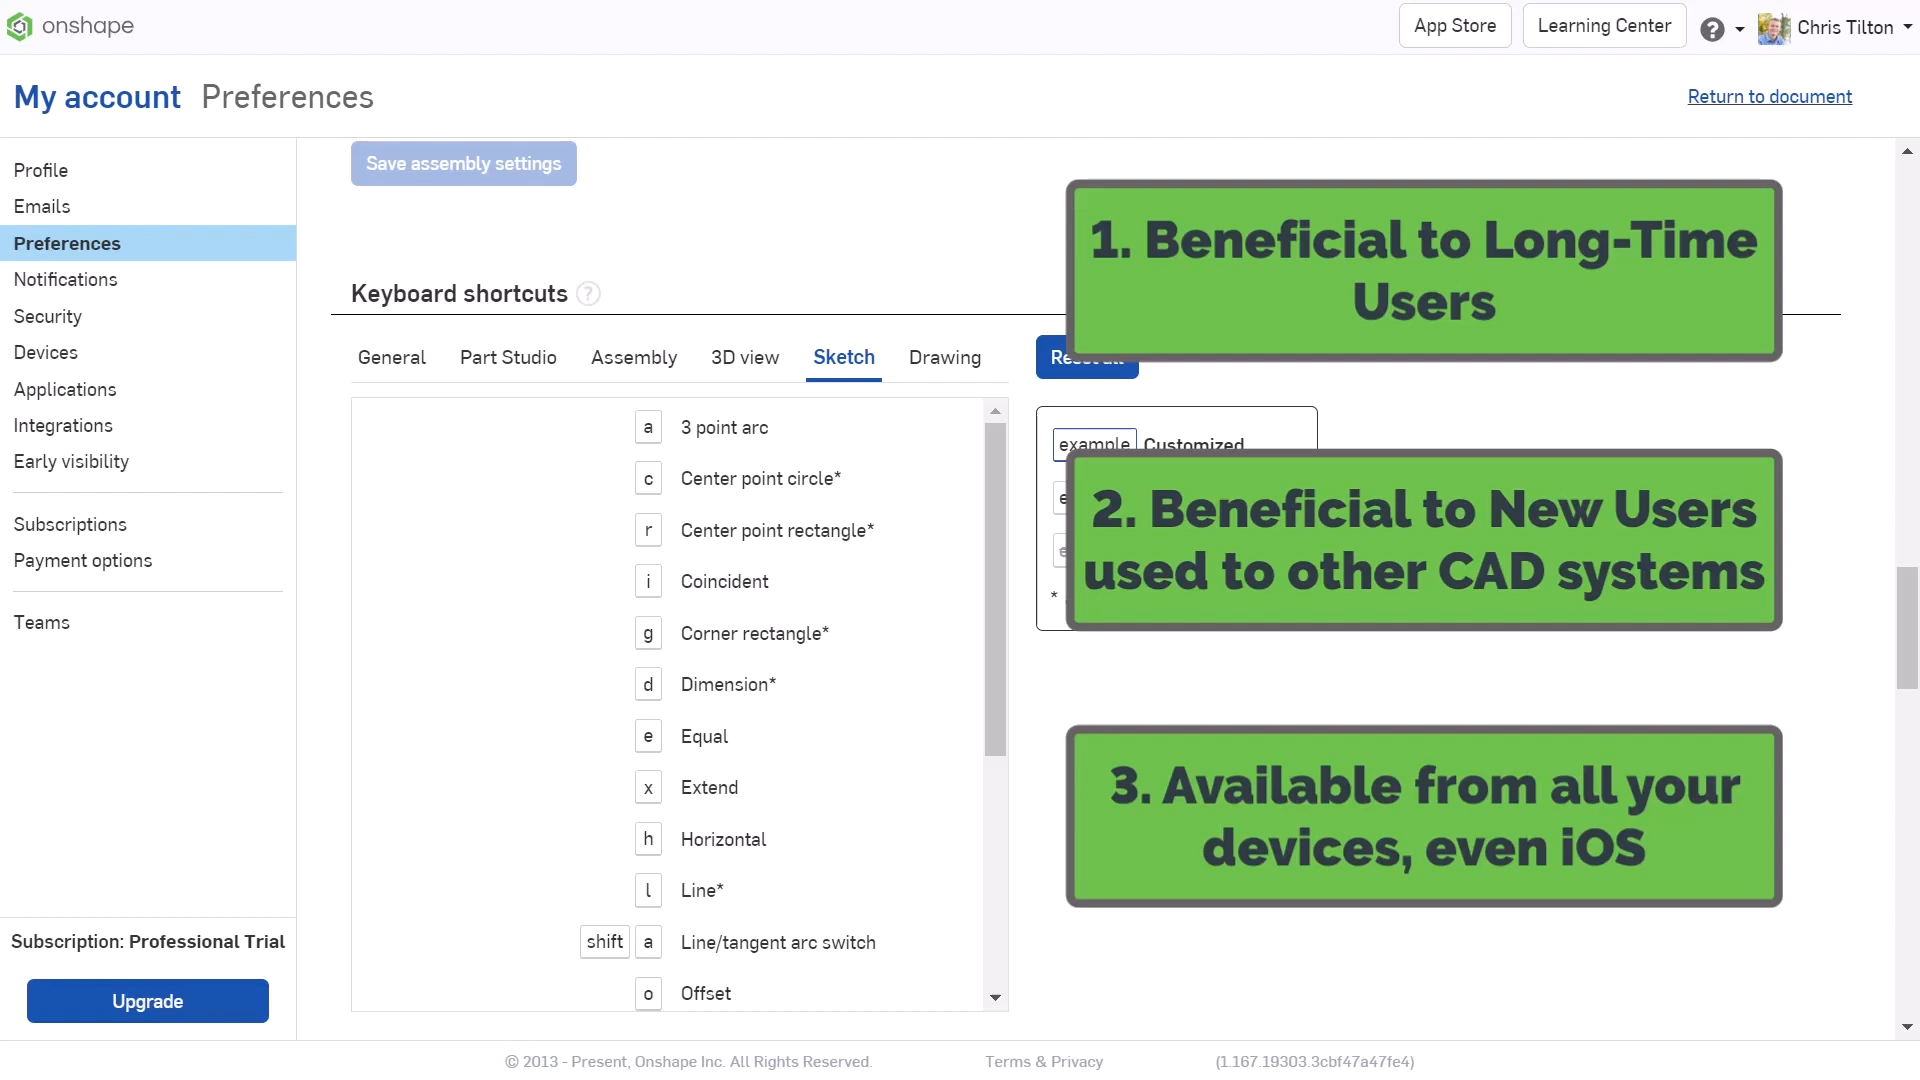 onshape
App Store
Learning Center
?
Chris Tilton
My account Preferences
Return to document
Profile
Emails
Preferences
Notifications
Security
Devices
Applications
Integrations
Early visibility
Subscriptions
Payment options
Teams
Subscription: Professional Trial
Upgrade
Save assembly settings
Keyboard shortcuts ?
General Part Studio Assembly 3D view Sketch Drawing
a 3 point arc
c Center point circle*
r Center point rectangle*
i Coincident
g Corner rectangle*
d Dimension*
e Equal
x Extend
h Horizontal
l Line*
shift a Line/tangent arc switch
o Offset
example Customized
*
1. Beneficial to Long-Time
Users
2. Beneficial to New Users
used to other CAD systems
3. Available from all your
devices, even iOS
© 2013 - Present, Onshape Inc. All Rights Reserved.
Terms & Privacy
(1.167.19303.3cbf47a47fe4)